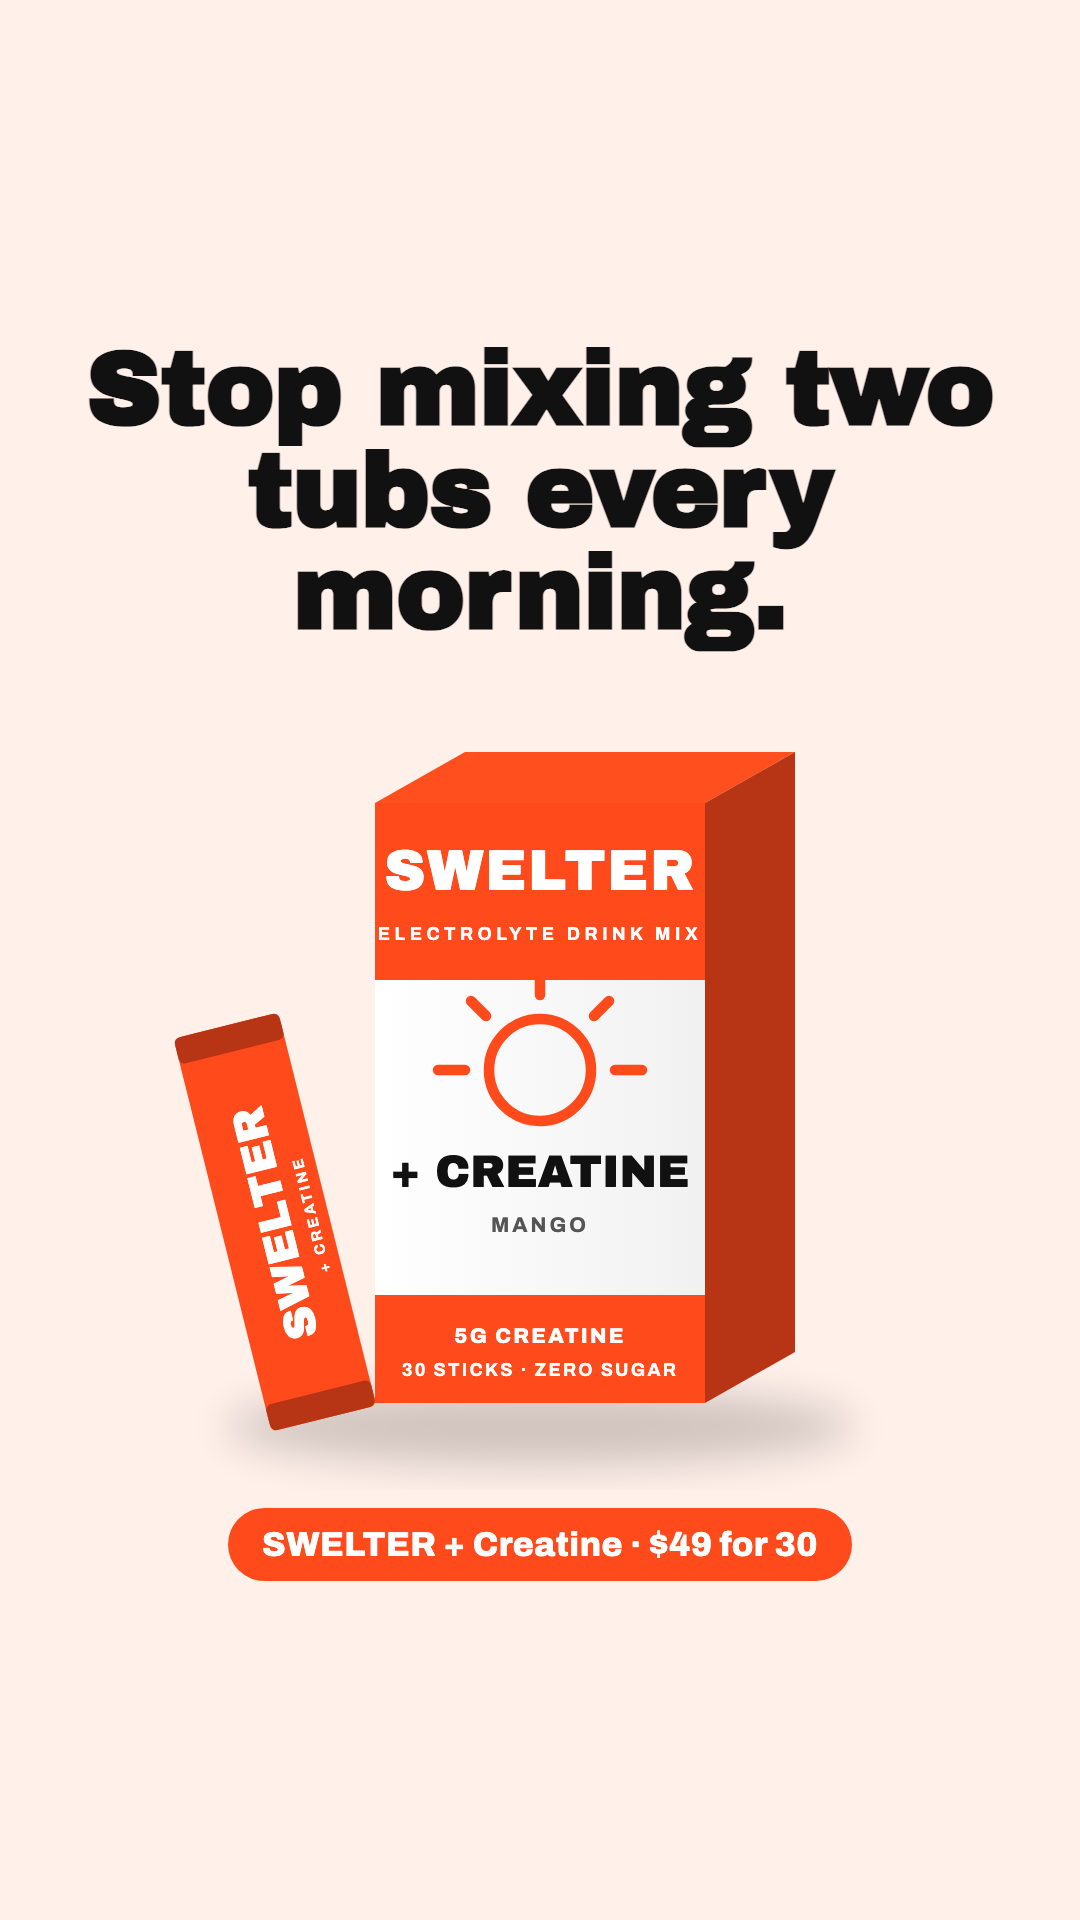 Stop mixing two
tubs every
morning.
SWELTER
ELECTROLYTE DRINK MIX
+ CREATINE
MANGO
5G CREATINE
30 STICKS · ZERO SUGAR
SWELTER
+ CREATINE
SWELTER + Creatine · $49 for 30